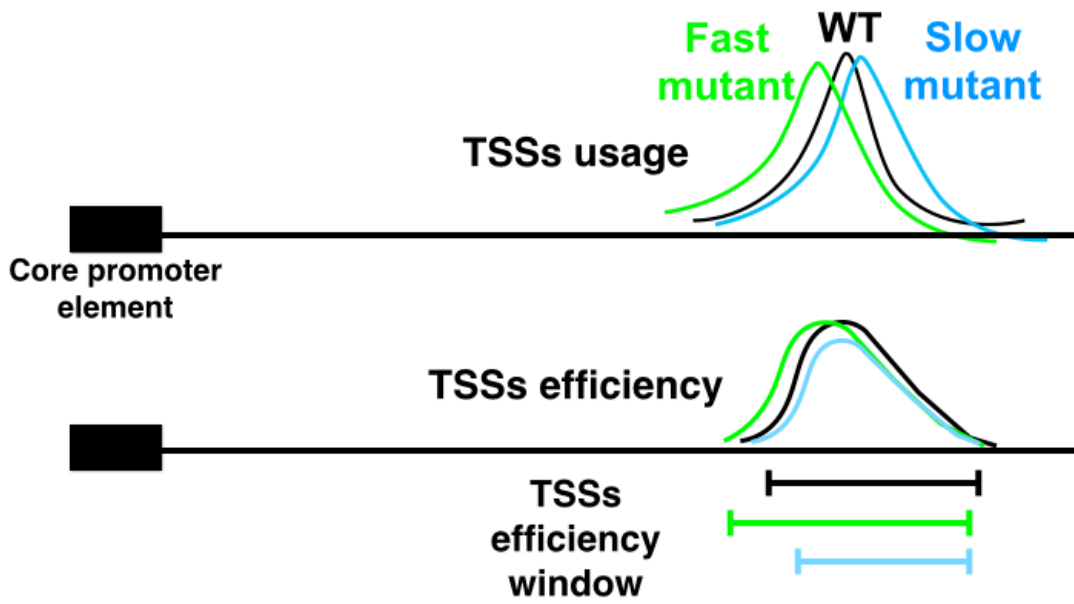 WT
Fast
mutant
Slow
mutant
TSSs usage
Core promoter
element
TSSs efficiency
TSSs
efficiency
window